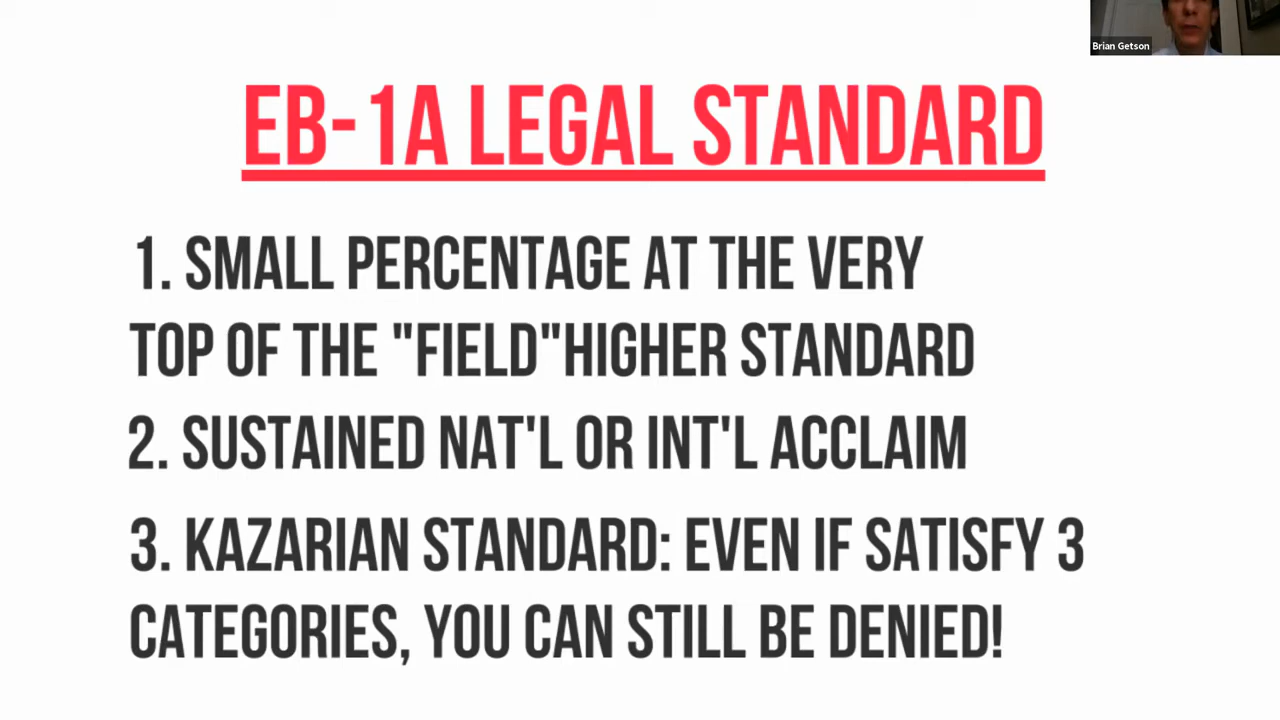 Brian Getson
EB-1A LEGAL STANDARD
1. SMALL PERCENTAGE AT THE VERY
TOP OF THE "FIELD"HIGHER STANDARD
2. SUSTAINED NAT'L OR INT'L ACCLAIM
3. KAZARIAN STANDARD: EVEN IF SATISFY 3
CATEGORIES, YOU CAN STILL BE DENIED!